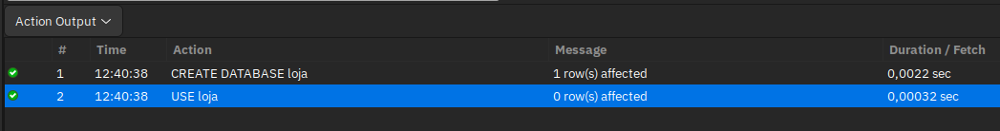 Action Output
# Time Action Message Duration / Fetch
1 12:40:38 CREATE DATABASE loja 1 row(s) affected 0,0022 sec
2 12:40:38 USE loja 0 row(s) affected 0,00032 sec